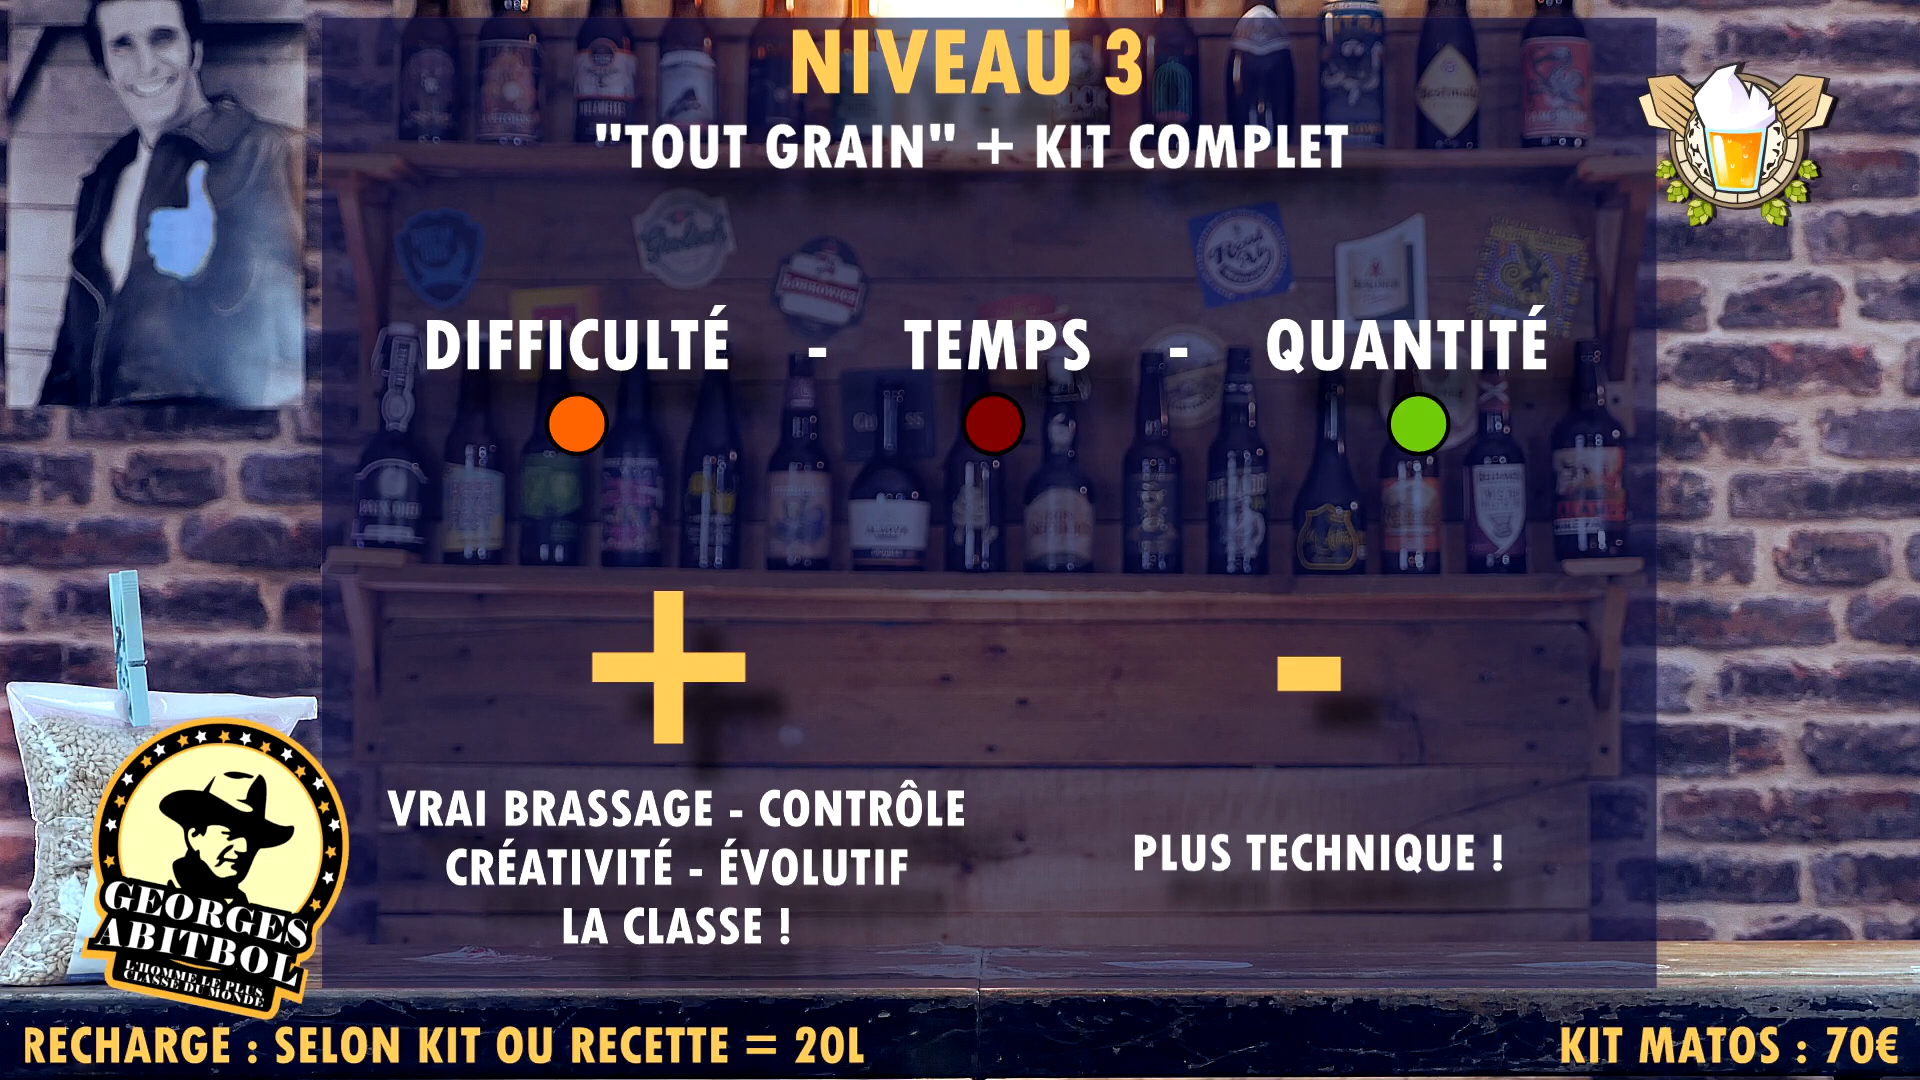 NIVEAU 3
"TOUT GRAIN" + KIT COMPLET
DIFFICULTÉ - TEMPS - QUANTITÉ
+ -
VRAI BRASSAGE - CONTRÔLE
CRÉATIVITÉ - ÉVOLUTIF
LA CLASSE !
PLUS TECHNIQUE !
GEORGES
ABITBOL
L'HOMME LE PLUS
CLASSE DU MONDE
RECHARGE : SELON KIT OU RECETTE = 20L
KIT MATOS : 70€